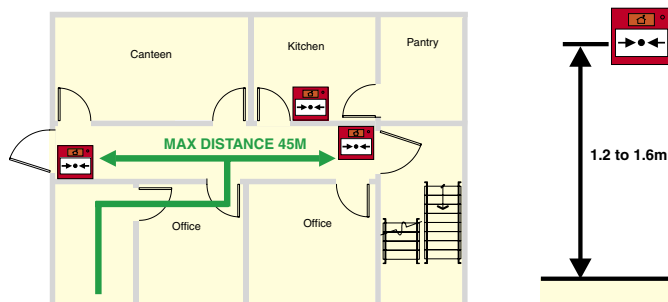 Canteen
Kitchen
Pantry
MAX DISTANCE 45M
Office
Office
1.2 to 1.6m